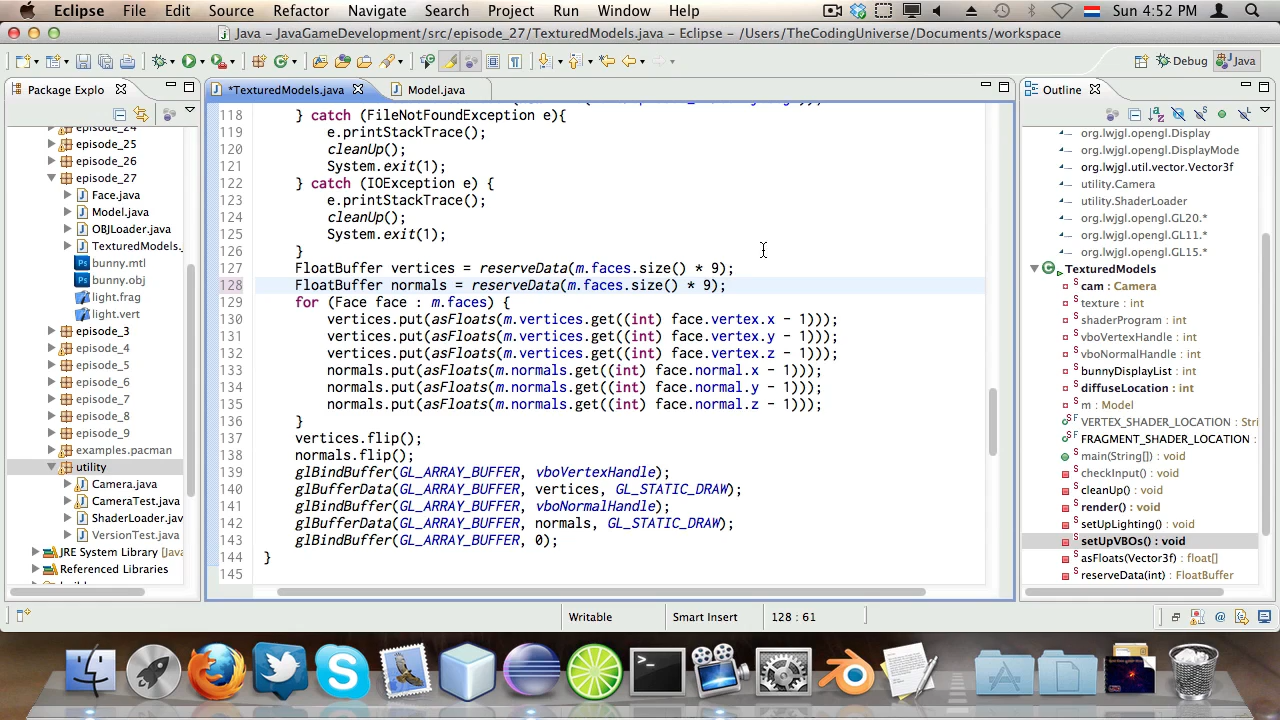 Eclipse File Edit Source Refactor Navigate Search Project Run Window Help Sun 4:52 PM
Java – JavaGameDevelopment/src/episode_27/TexturedModels.java – Eclipse – /Users/TheCodingUniverse/Documents/workspace
Debug Java
Package Explo
*TexturedModels.java Model.java
Outline
episode_24
episode_25
episode_26
episode_27
Face.java
Model.java
OBJLoader.java
TexturedModels.
bunny.mtl
bunny.obj
light.frag
light.vert
episode_3
episode_4
episode_5
episode_6
episode_7
episode_8
episode_9
examples.pacman
utility
Camera.java
CameraTest.java
ShaderLoader.jav
VersionTest.java
JRE System Library [Java
Referenced Libraries
118 } catch (FileNotFoundException e){
119 e.printStackTrace();
120 cleanUp();
121 System.exit(1);
122 } catch (IOException e) {
123 e.printStackTrace();
124 cleanUp();
125 System.exit(1);
126 }
127 FloatBuffer vertices = reserveData(m.faces.size() * 9);
128 FloatBuffer normals = reserveData(m.faces.size() * 9);
129 for (Face face : m.faces) {
130 vertices.put(asFloats(m.vertices.get((int) face.vertex.x - 1)));
131 vertices.put(asFloats(m.vertices.get((int) face.vertex.y - 1)));
132 vertices.put(asFloats(m.vertices.get((int) face.vertex.z - 1)));
133 normals.put(asFloats(m.normals.get((int) face.normal.x - 1)));
134 normals.put(asFloats(m.normals.get((int) face.normal.y - 1)));
135 normals.put(asFloats(m.normals.get((int) face.normal.z - 1)));
136 }
137 vertices.flip();
138 normals.flip();
139 glBindBuffer(GL_ARRAY_BUFFER, vboVertexHandle);
140 glBufferData(GL_ARRAY_BUFFER, vertices, GL_STATIC_DRAW);
141 glBindBuffer(GL_ARRAY_BUFFER, vboNormalHandle);
142 glBufferData(GL_ARRAY_BUFFER, normals, GL_STATIC_DRAW);
143 glBindBuffer(GL_ARRAY_BUFFER, 0);
144 }
145
org.lwjgl.opengl.Display
org.lwjgl.opengl.DisplayMode
org.lwjgl.util.vector.Vector3f
utility.Camera
utility.ShaderLoader
org.lwjgl.opengl.GL20.*
org.lwjgl.opengl.GL11.*
org.lwjgl.opengl.GL15.*
TexturedModels
cam : Camera
texture : int
shaderProgram : int
vboVertexHandle : int
vboNormalHandle : int
bunnyDisplayList : int
diffuseLocation : int
m : Model
VERTEX_SHADER_LOCATION : Stri
FRAGMENT_SHADER_LOCATION
main(String[]) : void
checkInput() : void
cleanUp() : void
render() : void
setUpLighting() : void
setUpVBOs() : void
asFloats(Vector3f) : float[]
reserveData(int) : FloatBuffer
Writable Smart Insert 128 : 61